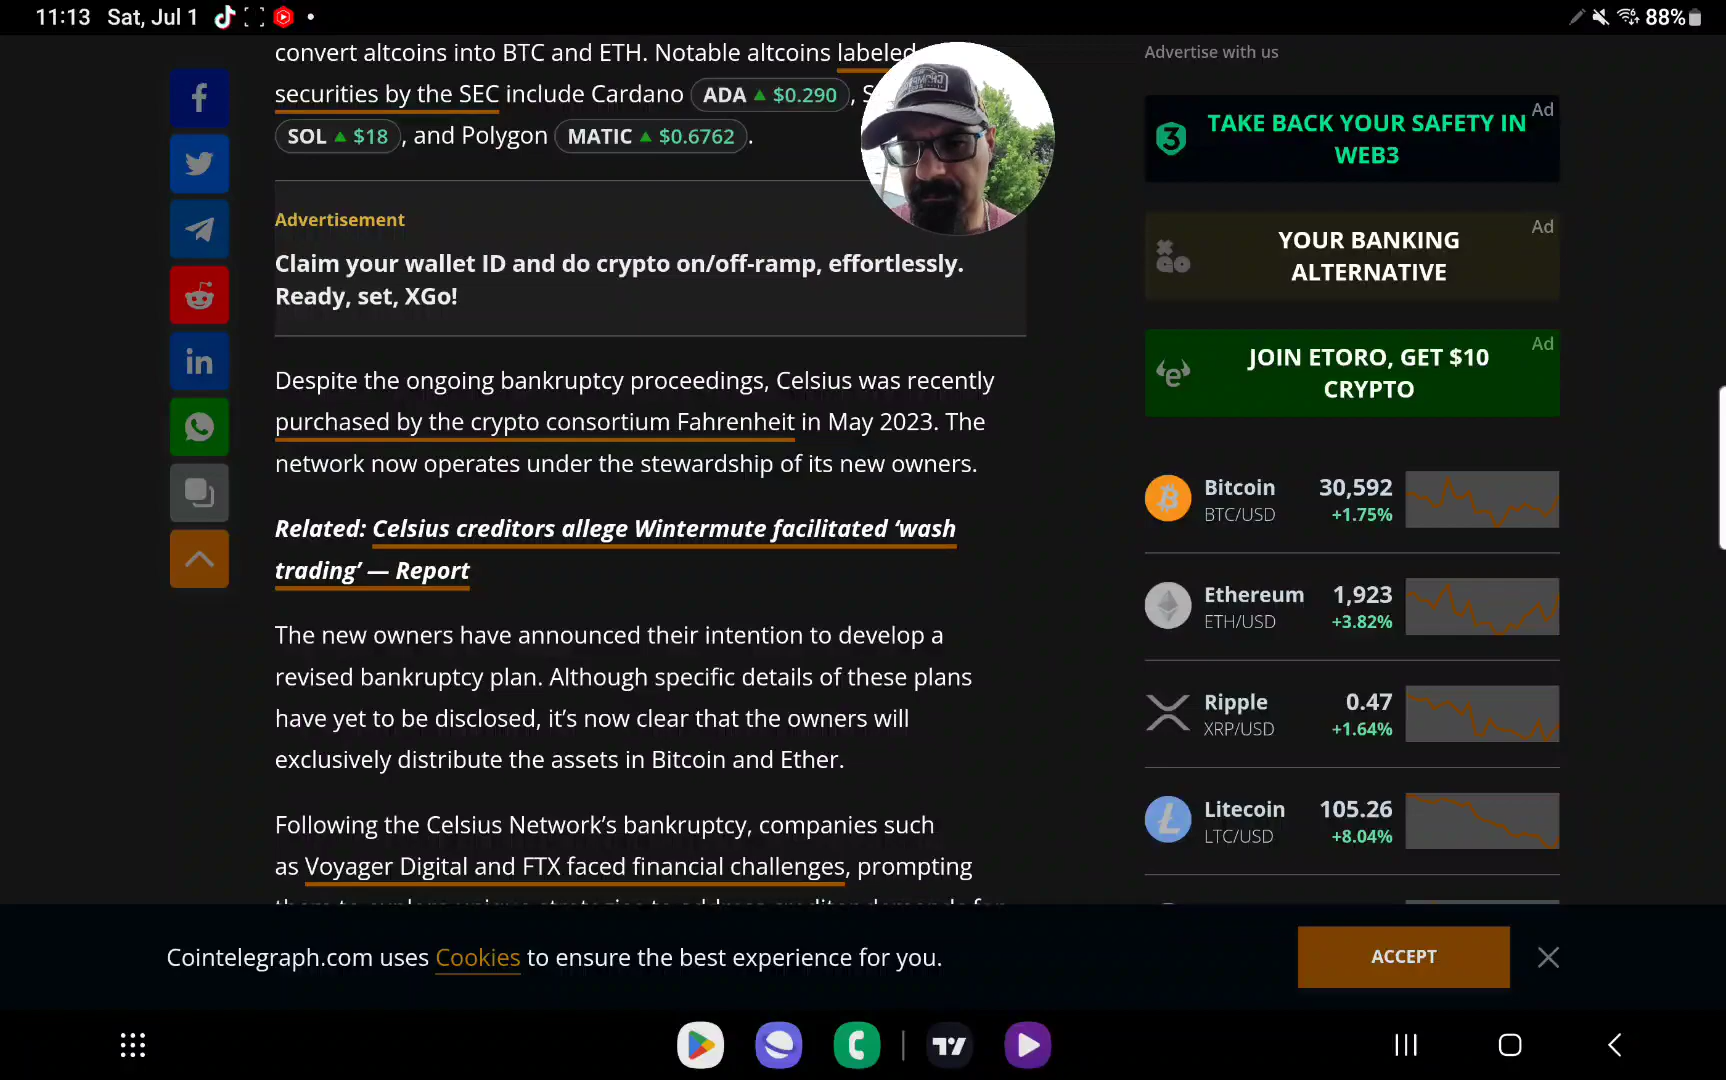 11:13 Sat, Jul 1
88%
convert altcoins into BTC and ETH. Notable altcoins labeled
securities by the SEC include Cardano ADA ▲ $0.290 , S
SOL ▲ $18 , and Polygon MATIC ▲ $0.6762 .
Advertisement
Claim your wallet ID and do crypto on/off-ramp, effortlessly.
Ready, set, XGo!
Despite the ongoing bankruptcy proceedings, Celsius was recently
purchased by the crypto consortium Fahrenheit in May 2023. The
network now operates under the stewardship of its new owners.
Related: Celsius creditors allege Wintermute facilitated ‘wash
trading’ — Report
The new owners have announced their intention to develop a
revised bankruptcy plan. Although specific details of these plans
have yet to be disclosed, it’s now clear that the owners will
exclusively distribute the assets in Bitcoin and Ether.
Following the Celsius Network’s bankruptcy, companies such
as Voyager Digital and FTX faced financial challenges, prompting
them to explore unique strategies to address creditor demands for
Advertise with us
Ad
TAKE BACK YOUR SAFETY IN
WEB3
Ad
YOUR BANKING
ALTERNATIVE
Ad
JOIN ETORO, GET $10
CRYPTO
Bitcoin 30,592
BTC/USD +1.75%
Ethereum 1,923
ETH/USD +3.82%
Ripple 0.47
XRP/USD +1.64%
Litecoin 105.26
LTC/USD +8.04%
Cointelegraph.com uses Cookies to ensure the best experience for you.
ACCEPT